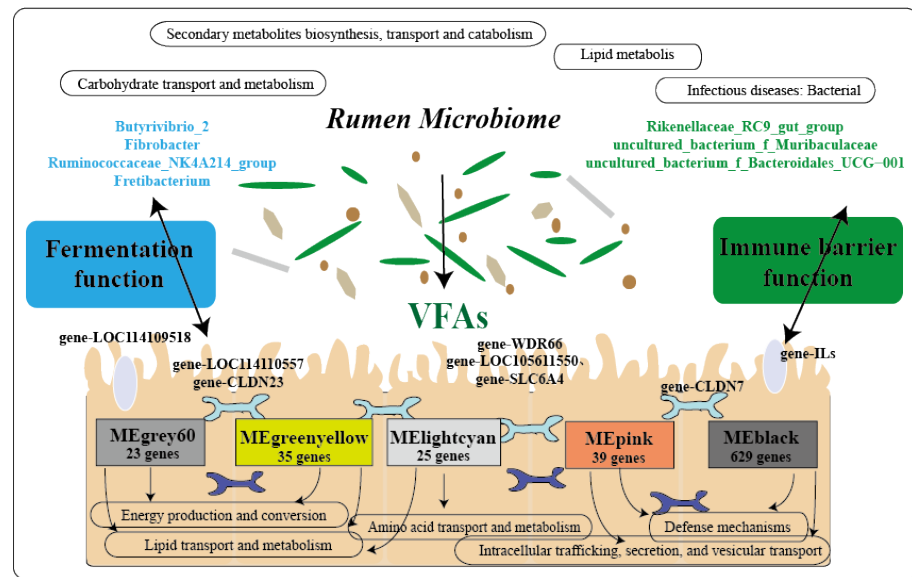 Secondary metabolites biosynthesis, transport and catabolism
Lipid metabolis
Carbohydrate transport and metabolism
Infectious diseases: Bacterial
Rumen Microbiome
Butyrivibrio_2
Fibrobacter
Ruminococcaceae_NK4A214_group
Fretibacterium
Rikenellaceae_RC9_gut_group
uncultured_bacterium_f_Muribaculaceae
uncultured_bacterium_f_Bacteroidales_UCG−001
Fermentation
function
Immune barrier
function
VFAs
gene-LOC114109518
gene-LOC114110557
gene-CLDN23
gene-WDR66
gene-LOC105611550、
gene-SLC6A4
gene-CLDN7
gene-ILs
MEgrey60
23 genes
MEgreenyellow
35 genes
MElightcyan
25 genes
MEpink
39 genes
MEblack
629 genes
Energy production and conversion
Amino acid transport and metabolism
Defense mechanisms
Lipid transport and metabolism
Intracellular trafficking, secretion, and vesicular transport